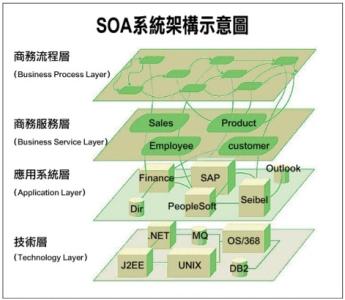 SOA系統架構示意圖
商務流程層
(Business Process Layer)
商務服務層
(Business Service Layer)
Sales
Product
Employee
customer
應用系統層
(Application Layer)
Finance
SAP
Outlook
Dir
PeopleSoft
Seibel
技術層
(Technology Layer)
.NET
MQ
OS/368
J2EE
UNIX
DB2